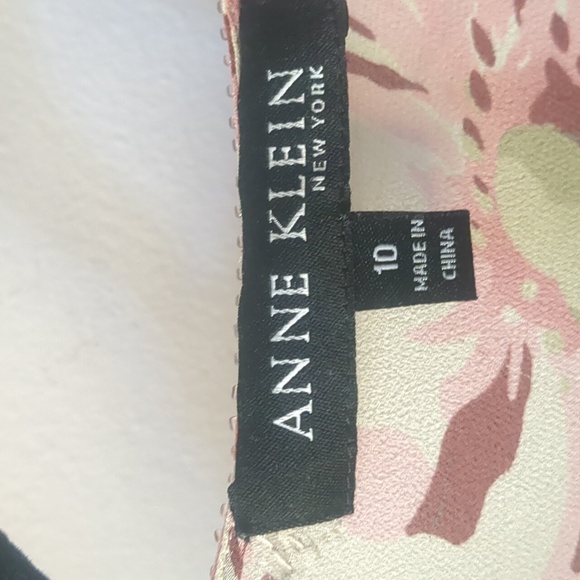 ANNE KLEIN
NEW YORK
10
MADE IN
CHINA